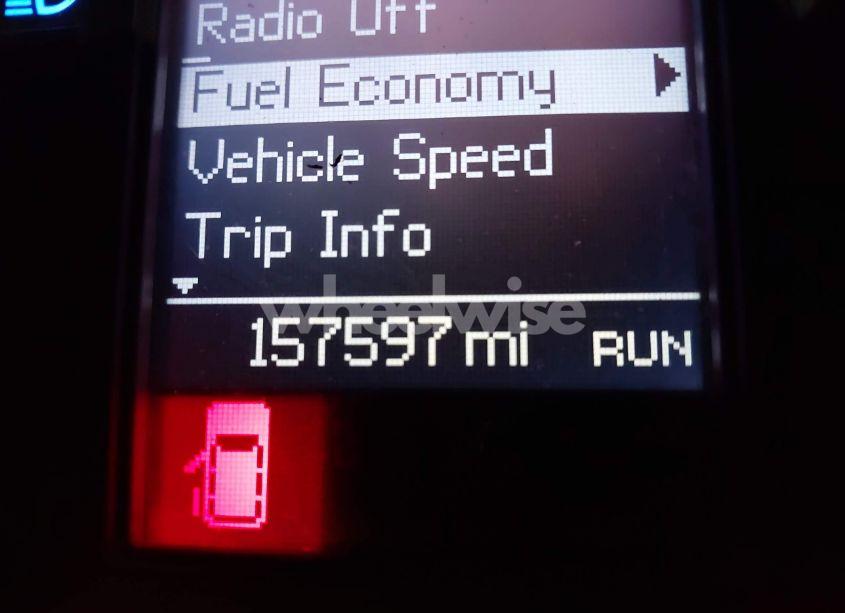 Radio Off
Fuel Economy
Vehicle Speed
Trip Info
wheelwise
157597 mi RUN